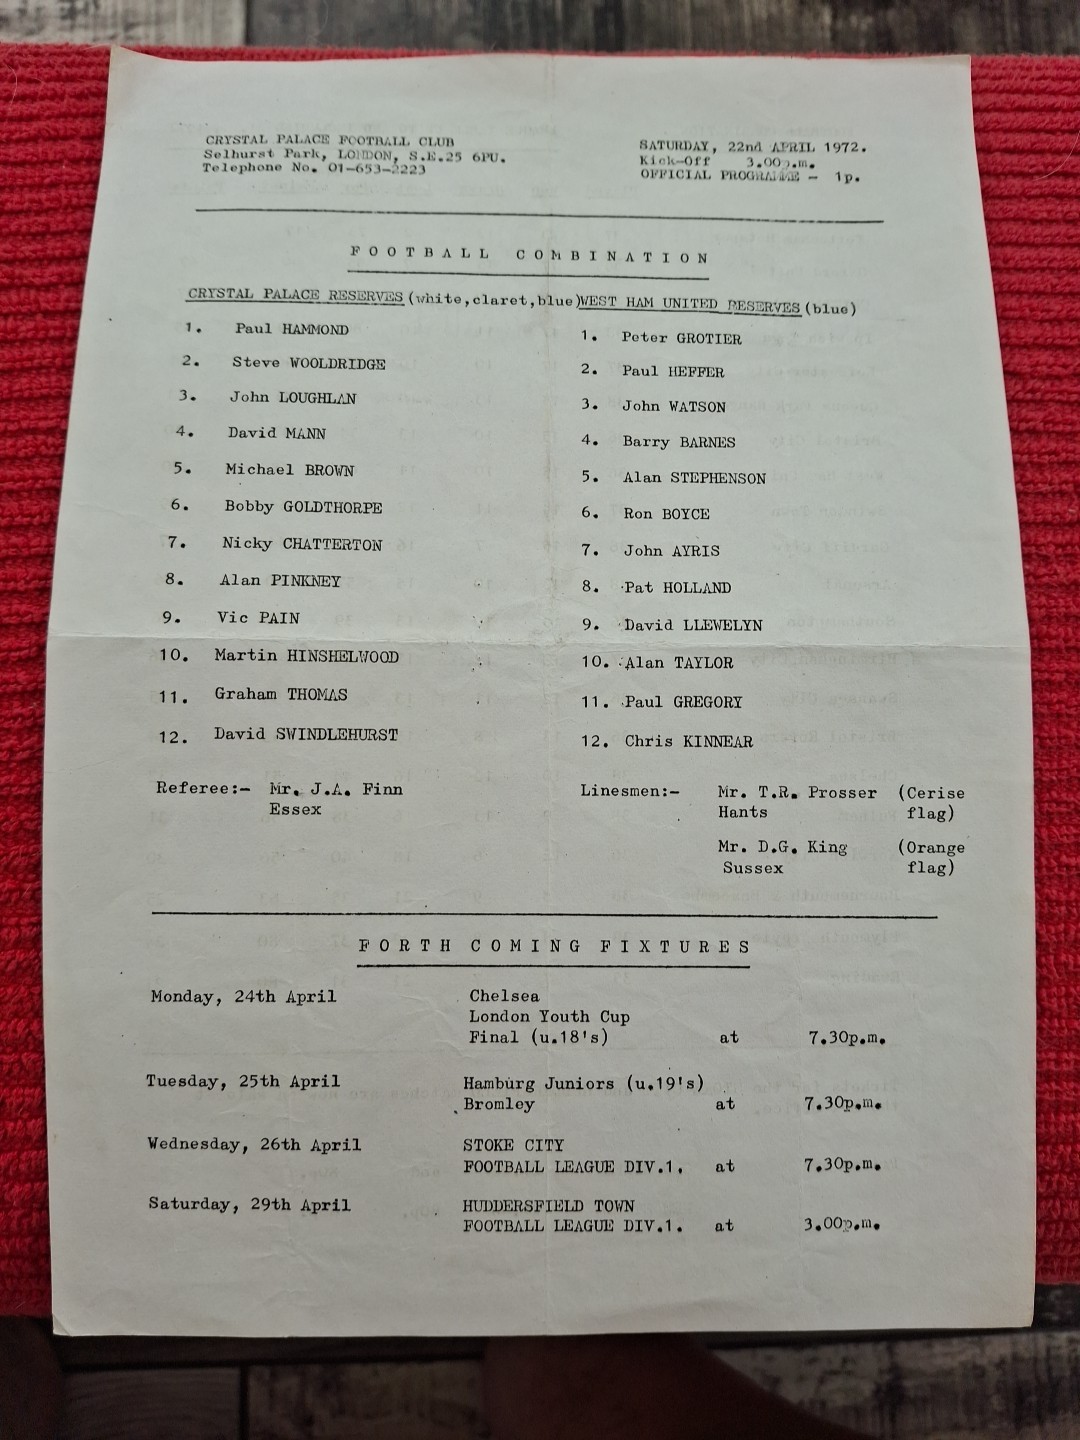 CRYSTAL PALACE FOOTBALL CLUB
Selhurst Park, LONDON, S.E.25 6PU.
Telephone No. 01-653-2223
SATURDAY, 22nd APRIL 1972.
Kick-Off 3.00p.m.
OFFICIAL PROGRAMME - 1p.
FOOTBALL COMBINATION
CRYSTAL PALACE RESERVES (white,claret,blue)
1. Paul HAMMOND
2. Steve WOOLDRIDGE
3. John LOUGHLAN
4. David MANN
5. Michael BROWN
6. Bobby GOLDTHORPE
7. Nicky CHATTERTON
8. Alan PINKNEY
9. Vic PAIN
10. Martin HINSHELWOOD
11. Graham THOMAS
12. David SWINDLEHURST
WEST HAM UNITED RESERVES (blue)
1. Peter GROTIER
2. Paul HEFFER
3. John WATSON
4. Barry BARNES
5. Alan STEPHENSON
6. Ron BOYCE
7. John AYRIS
8. Pat HOLLAND
9. David LLEWELYN
10. Alan TAYLOR
11. Paul GREGORY
12. Chris KINNEAR
Referee:- Mr. J.A. Finn
Essex
Linesmen:- Mr. T.R. Prosser (Cerise
Hants flag)
Mr. D.G. King (Orange
Sussex flag)
FORTH COMING FIXTURES
Monday, 24th April Chelsea
London Youth Cup
Final (u.18's) at 7.30p.m.
Tuesday, 25th April Hamburg Juniors (u.19's)
Bromley at 7.30p.m.
Wednesday, 26th April STOKE CITY
FOOTBALL LEAGUE DIV.1. at 7.30p.m.
Saturday, 29th April HUDDERSFIELD TOWN
FOOTBALL LEAGUE DIV.1. at 3.00p.m.